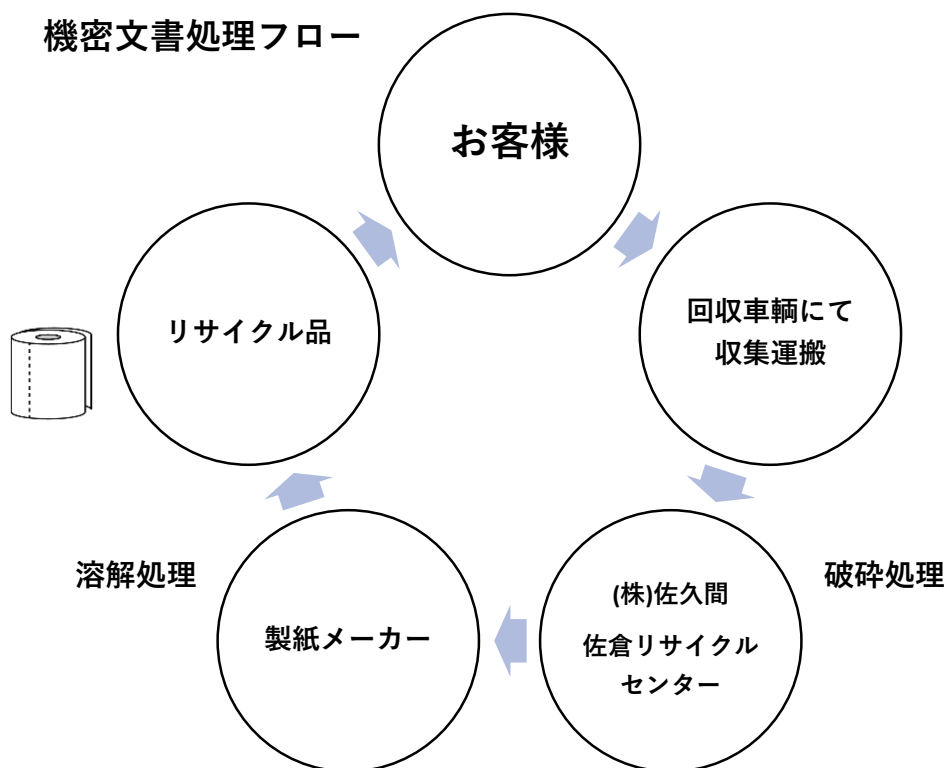 機密文書処理フロー
お客様
回収車輌にて
収集運搬
破砕処理
(株)佐久間
佐倉リサイクル
センター
製紙メーカー
溶解処理
リサイクル品